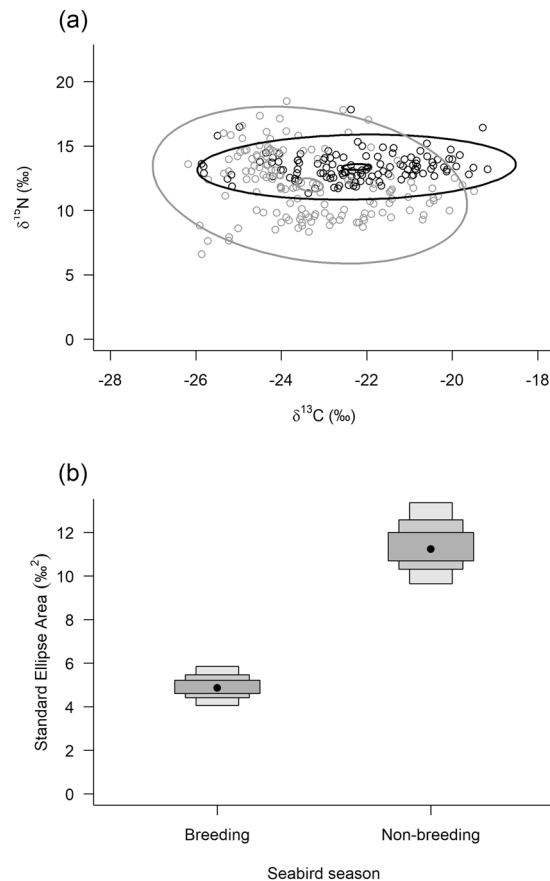 (a)
δ¹⁵N (‰)
20
15
10
5
0
-28 -26 -24 -22 -20 -18
δ¹³C (‰)
(b)
Standard Ellipse Area (‰²)
12
10
8
6
4
2
0
Breeding Non-breeding
Seabird season